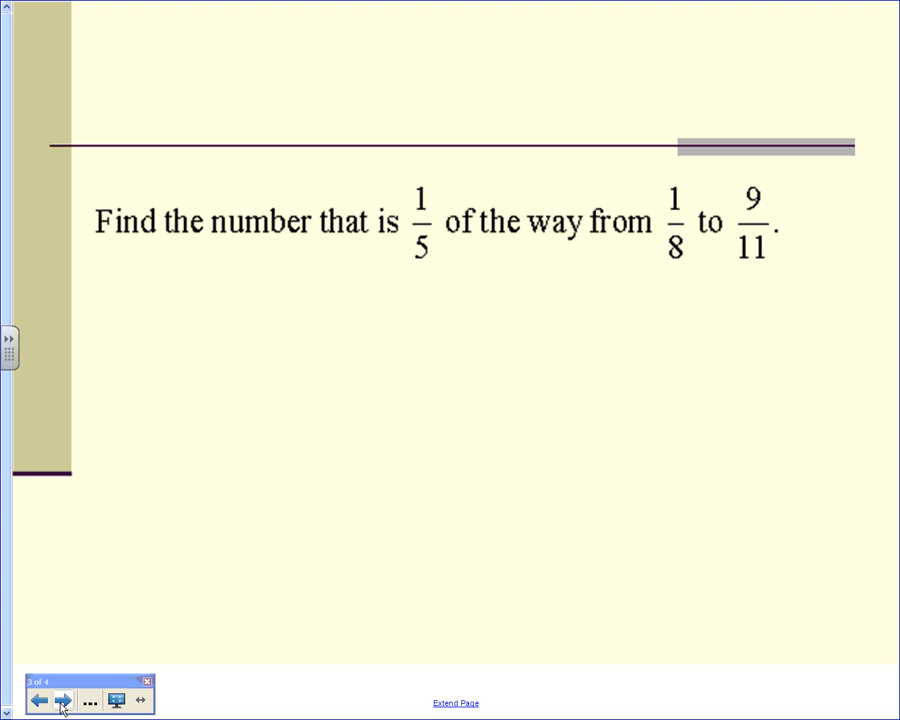 Find the number that is 1/5 of the way from 1/8 to 9/11.
3 of 4
...
Extend Page